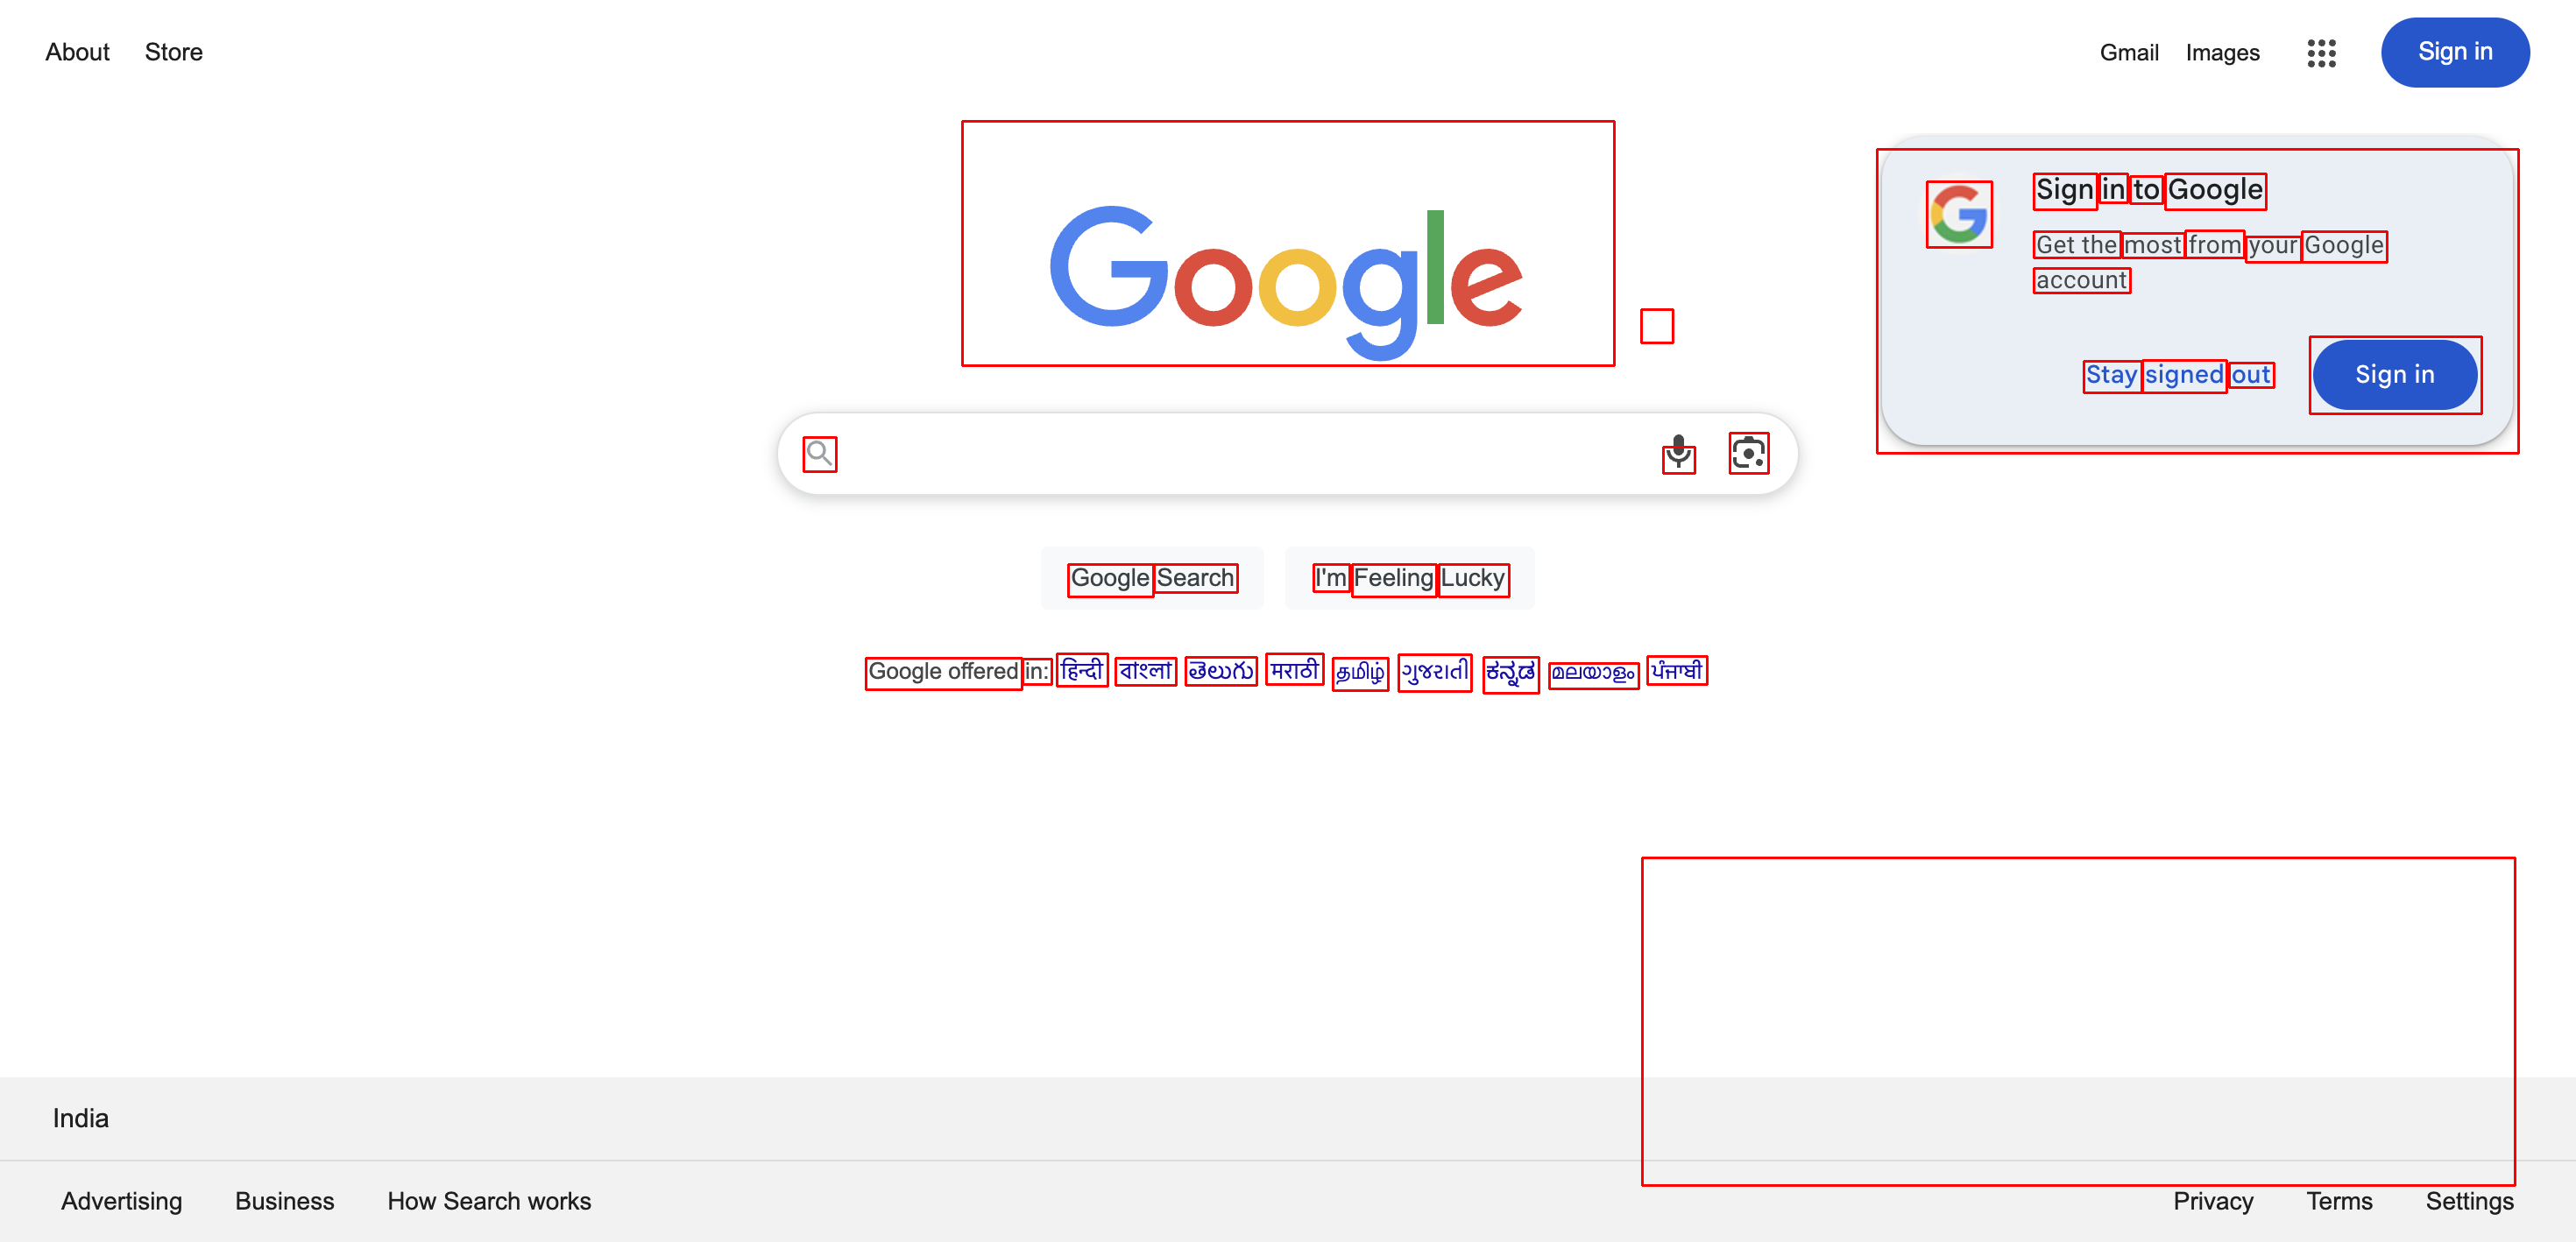 About Store Gmail Images Sign in
Google
Sign in to Google
Get the most from your Google
account
Stay signed out Sign in
Google Search I'm Feeling Lucky
Google offered in: हिन्दी বাংলা తెలుగు मराठी தமிழ் ગુજરાતી ಕನ್ನಡ മലയാളം ਪੰਜਾਬੀ
India
Advertising Business How Search works Privacy Terms Settings